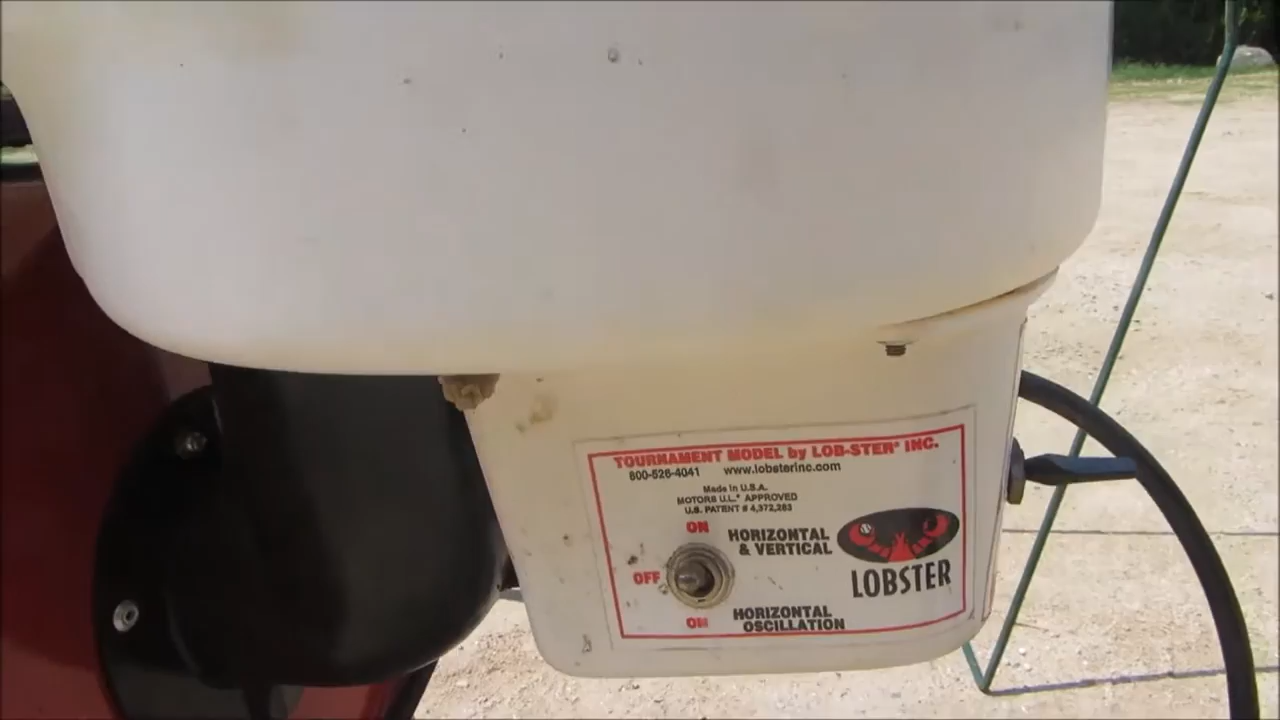 TOURNAMENT MODEL by LOB-STER® INC.
800-526-4041 www.lobsterinc.com
Made in U.S.A.
MOTORS U.L.® APPROVED
U.S. PATENT # 4,372,283
ON
HORIZONTAL
& VERTICAL
OFF
LOBSTER
ON
HORIZONTAL
OSCILLATION